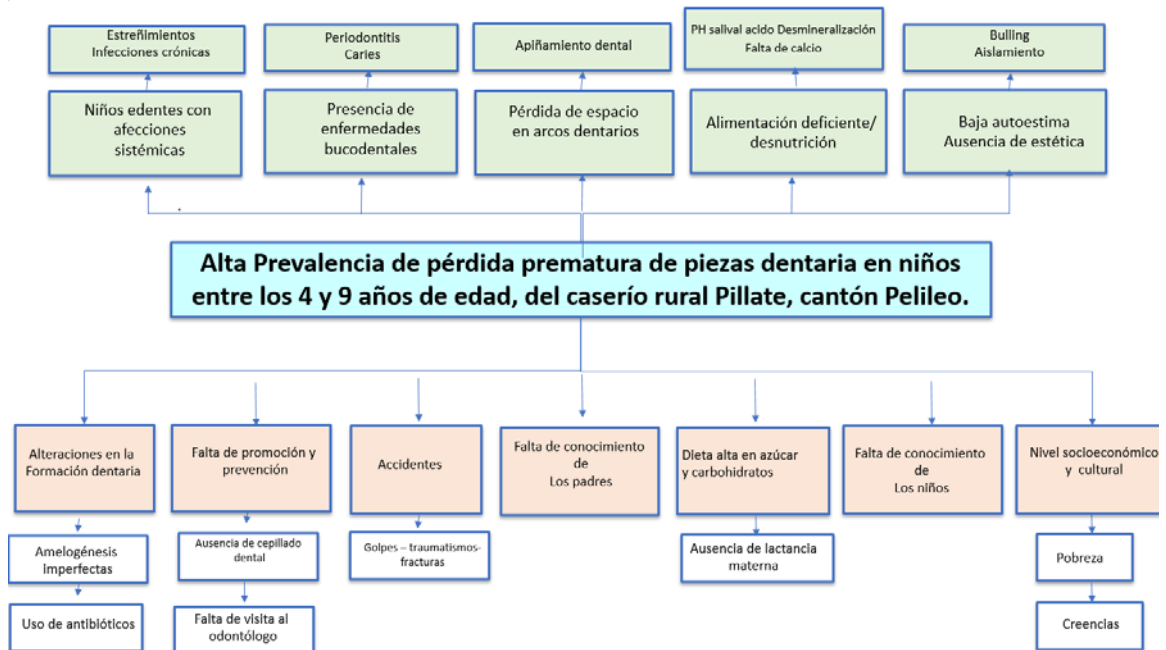 Estreñimientos
Infecciones crónicas
Periodontitis
Caries
Apiñamiento dental
PH salival acido Desmineralización
Falta de calcio
Bulling
Aislamiento
Niños edentes con
afecciones
sistémicas
Presencia de
enfermedades
bucodentales
Pérdida de espacio
en arcos dentarios
Alimentación deficiente/
desnutrición
Baja autoestima
Ausencia de estética
Alta Prevalencia de pérdida prematura de piezas dentaria en niños
entre los 4 y 9 años de edad, del caserío rural Pillate, cantón Pelileo.
Alteraciones en la
Formación dentaria
Falta de promoción y
prevención
Accidentes
Falta de conocimiento
de
Los padres
Dieta alta en azúcar
y carbohidratos
Falta de conocimiento
de
Los niños
Nivel socioeconómico
y cultural
Amelogénesis
Imperfectas
Ausencia de cepillado
dental
Golpes – traumatismos-
fracturas
Ausencia de lactancia
materna
Pobreza
Uso de antibióticos
Falta de visita al
odontólogo
Creencias